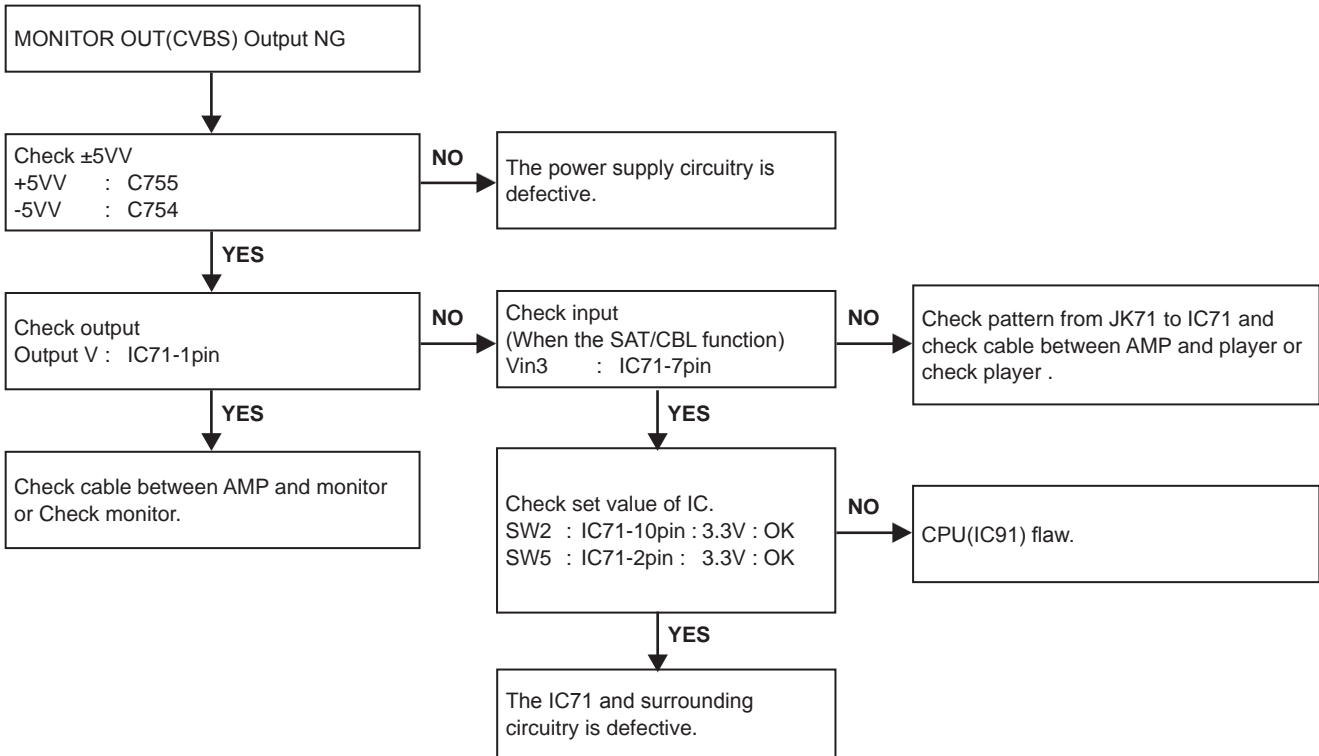 MONITOR OUT(CVBS) Output NG
Check ±5VV
+5VV : C755
-5VV : C754
NO
The power supply circuitry is
defective.
YES
Check output
Output V : IC71-1pin
NO
Check input
(When the SAT/CBL function)
Vin3 : IC71-7pin
NO
Check pattern from JK71 to IC71 and
check cable between AMP and player or
check player .
YES
YES
Check cable between AMP and monitor
or Check monitor.
Check set value of IC.
SW2 : IC71-10pin : 3.3V : OK
SW5 : IC71-2pin : 3.3V : OK
NO
CPU(IC91) flaw.
YES
The IC71 and surrounding
circuitry is defective.